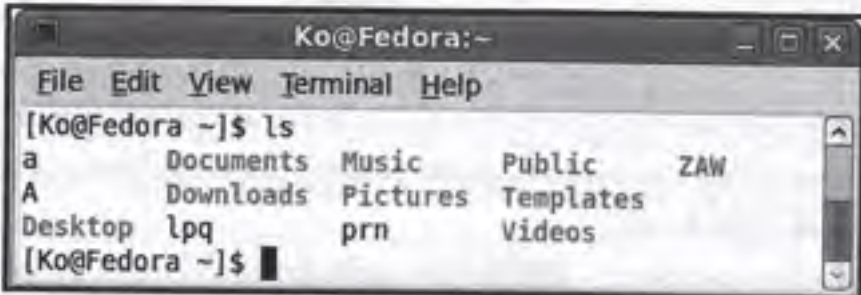 Ko@Fedora:~
File Edit View Terminal Help
[Ko@Fedora ~]$ ls
a Documents Music Public ZAW
A Downloads Pictures Templates
Desktop lpq prn Videos
[Ko@Fedora ~]$